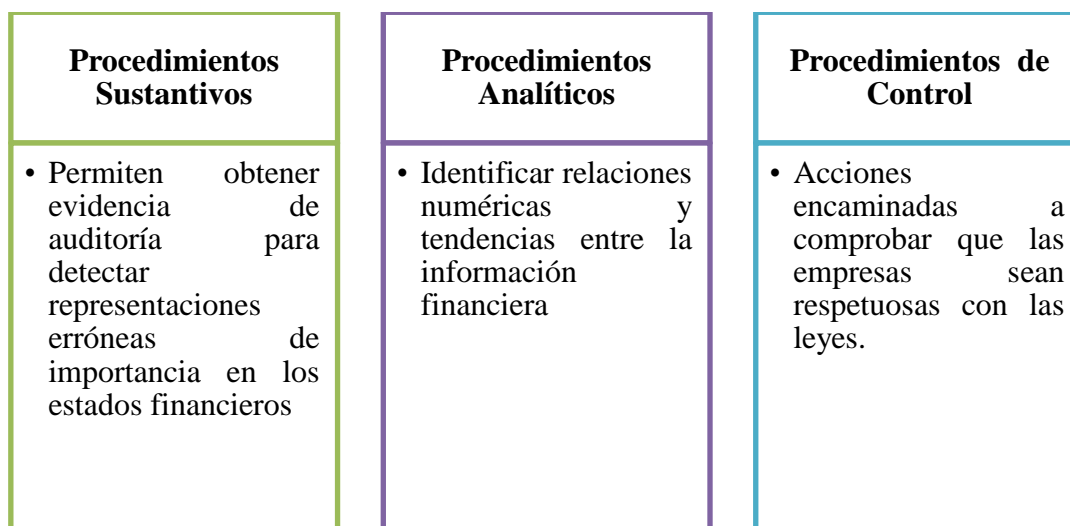 Procedimientos
Sustantivos
• Permiten obtener
evidencia de
auditoría para
detectar
representaciones
erróneas de
importancia en los
estados financieros
Procedimientos
Analíticos
• Identificar relaciones
numéricas y
tendencias entre la
información
financiera
Procedimientos de
Control
• Acciones
encaminadas a
comprobar que las
empresas sean
respetuosas con las
leyes.